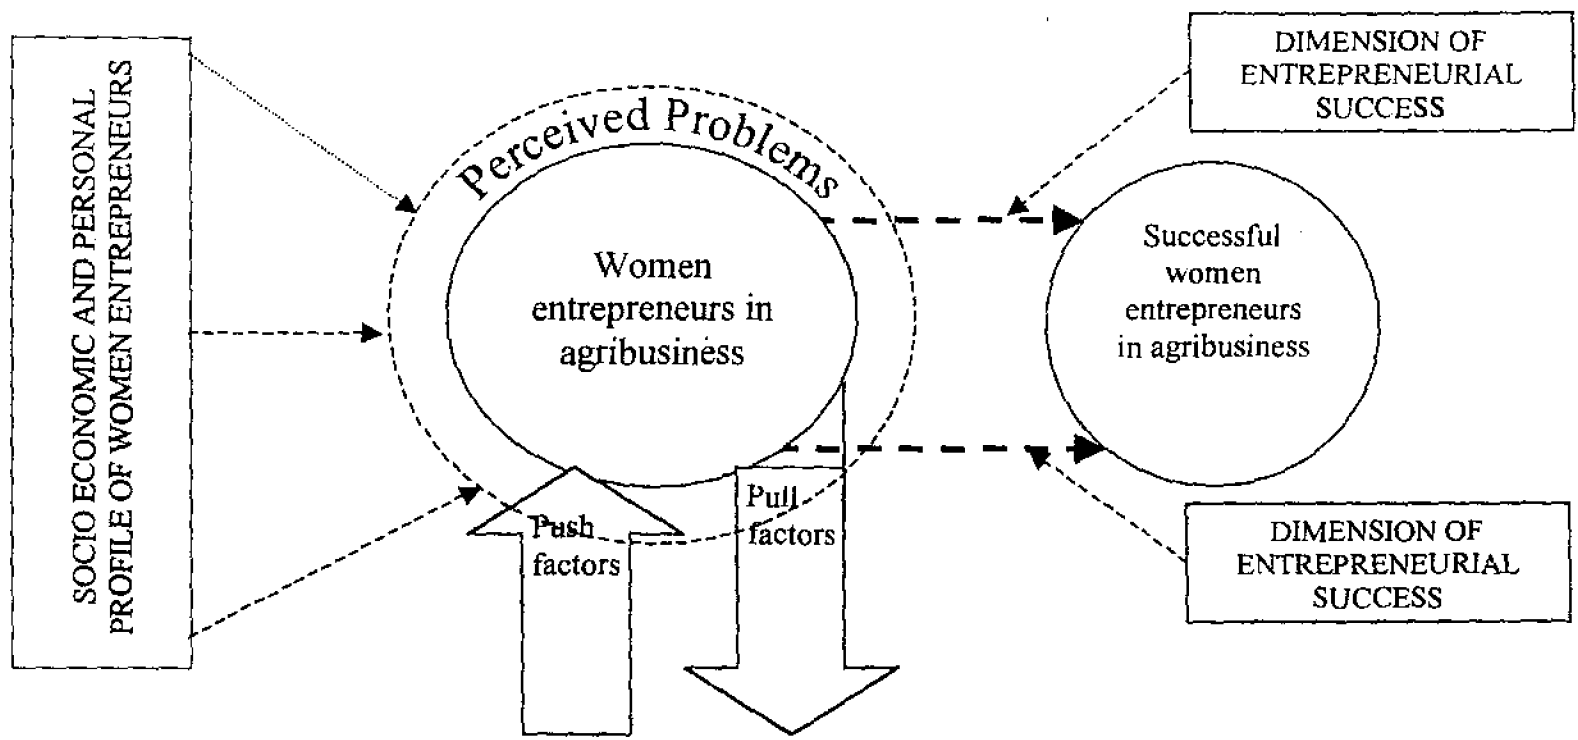 SOCIO ECONOMIC AND PERSONAL
PROFILE OF WOMEN ENTREPRENEURS
Perceived Problems
Women
entrepreneurs in
agribusiness
Push
factors
Pull
factors
DIMENSION OF
ENTREPRENEURIAL
SUCCESS
Successful
women
entrepreneurs
in agribusiness
DIMENSION OF
ENTREPRENEURIAL
SUCCESS